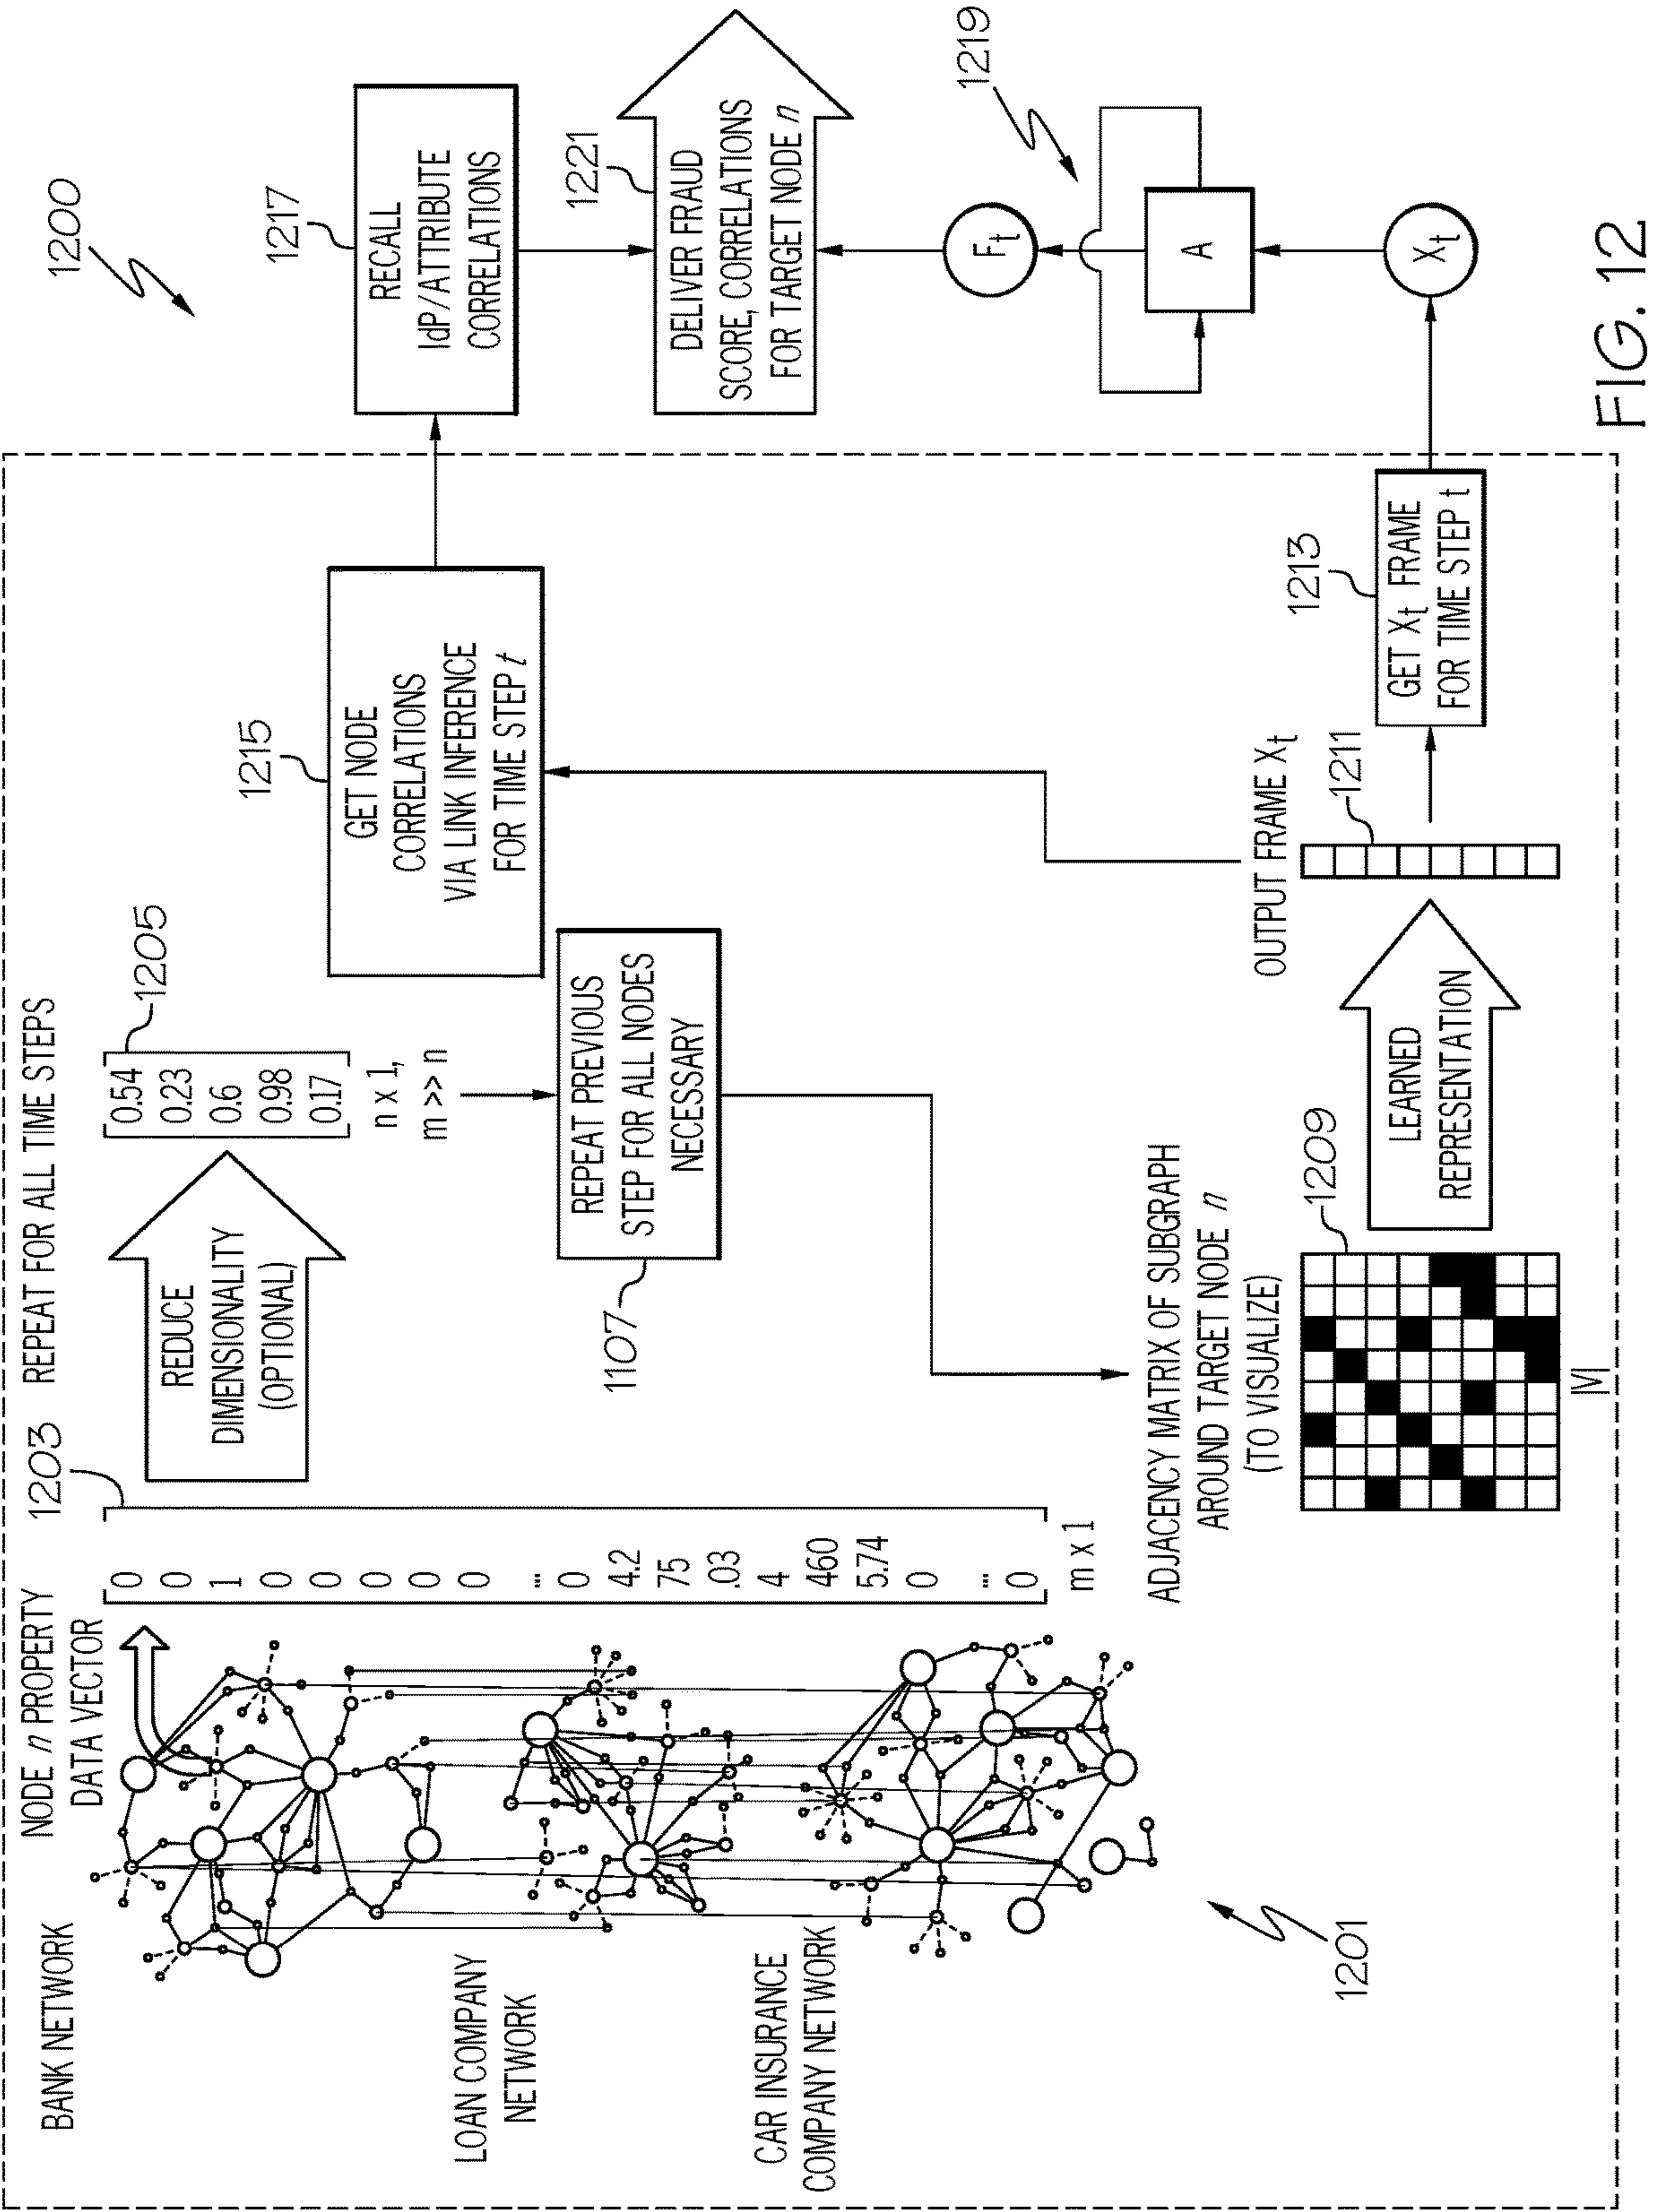 1200
REPEAT FOR ALL TIME STEPS
BANK NETWORK
LOAN COMPANY
NETWORK
CAR INSURANCE
COMPANY NETWORK
1201
NODE n PROPERTY
DATA VECTOR
1203
0
0
1
0
0
0
0
0
...
0
4.2
75
.03
4
460
5.74
0
...
0
m x 1
REDUCE
DIMENSIONALITY
(OPTIONAL)
1205
0.54
0.23
0.6
0.98
0.17
n x 1,
m >> n
REPEAT PREVIOUS
STEP FOR ALL NODES
NECESSARY
1107
ADJACENCY MATRIX OF SUBGRAPH
AROUND TARGET NODE n
(TO VISUALIZE)
1209
|V|
LEARNED
REPRESENTATION
OUTPUT FRAME Xt
1211
GET Xt FRAME
FOR TIME STEP t
1213
1215
GET NODE
CORRELATIONS
VIA LINK INFERENCE
FOR TIME STEP t
1217
RECALL
IdP/ATTRIBUTE
CORRELATIONS
1221
DELIVER FRAUD
SCORE, CORRELATIONS
FOR TARGET NODE n
Ft
1219
A
Xt
FIG. 12